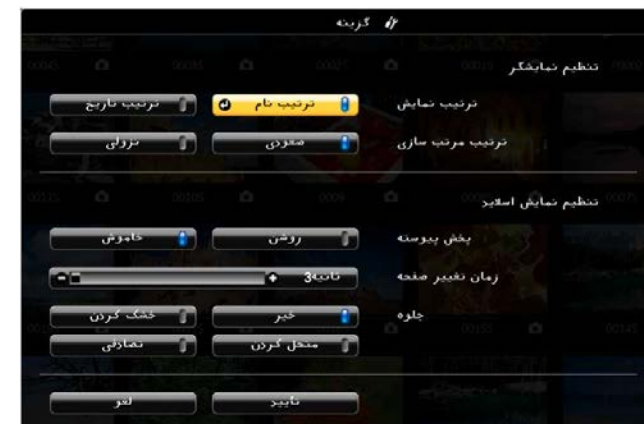 گزینه
تنظیم نمایشگر
ترتیب نمایش ترتیب نام ترتیب تاریخ
ترتیب مرتب سازی صعودی نزولی
تنظیم نمایش اسلاید
پخش پیوسته روشن خاموش
زمان تغییر صفحه 3ثانیه
جلوه خیر خشک کردن
منحل کردن تصادفی
تایید لغو